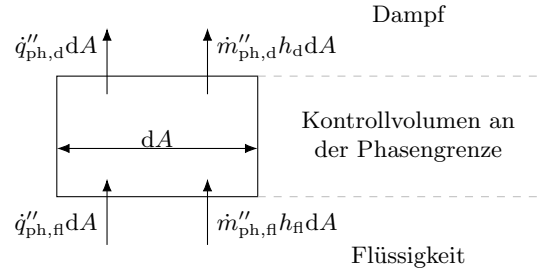 Dampf
q̇″ph,d dA ṁ″ph,d hd dA
Kontrollvolumen an
der Phasengrenze
dA
q̇″ph,fl dA ṁ″ph,fl hfl dA
Flüssigkeit